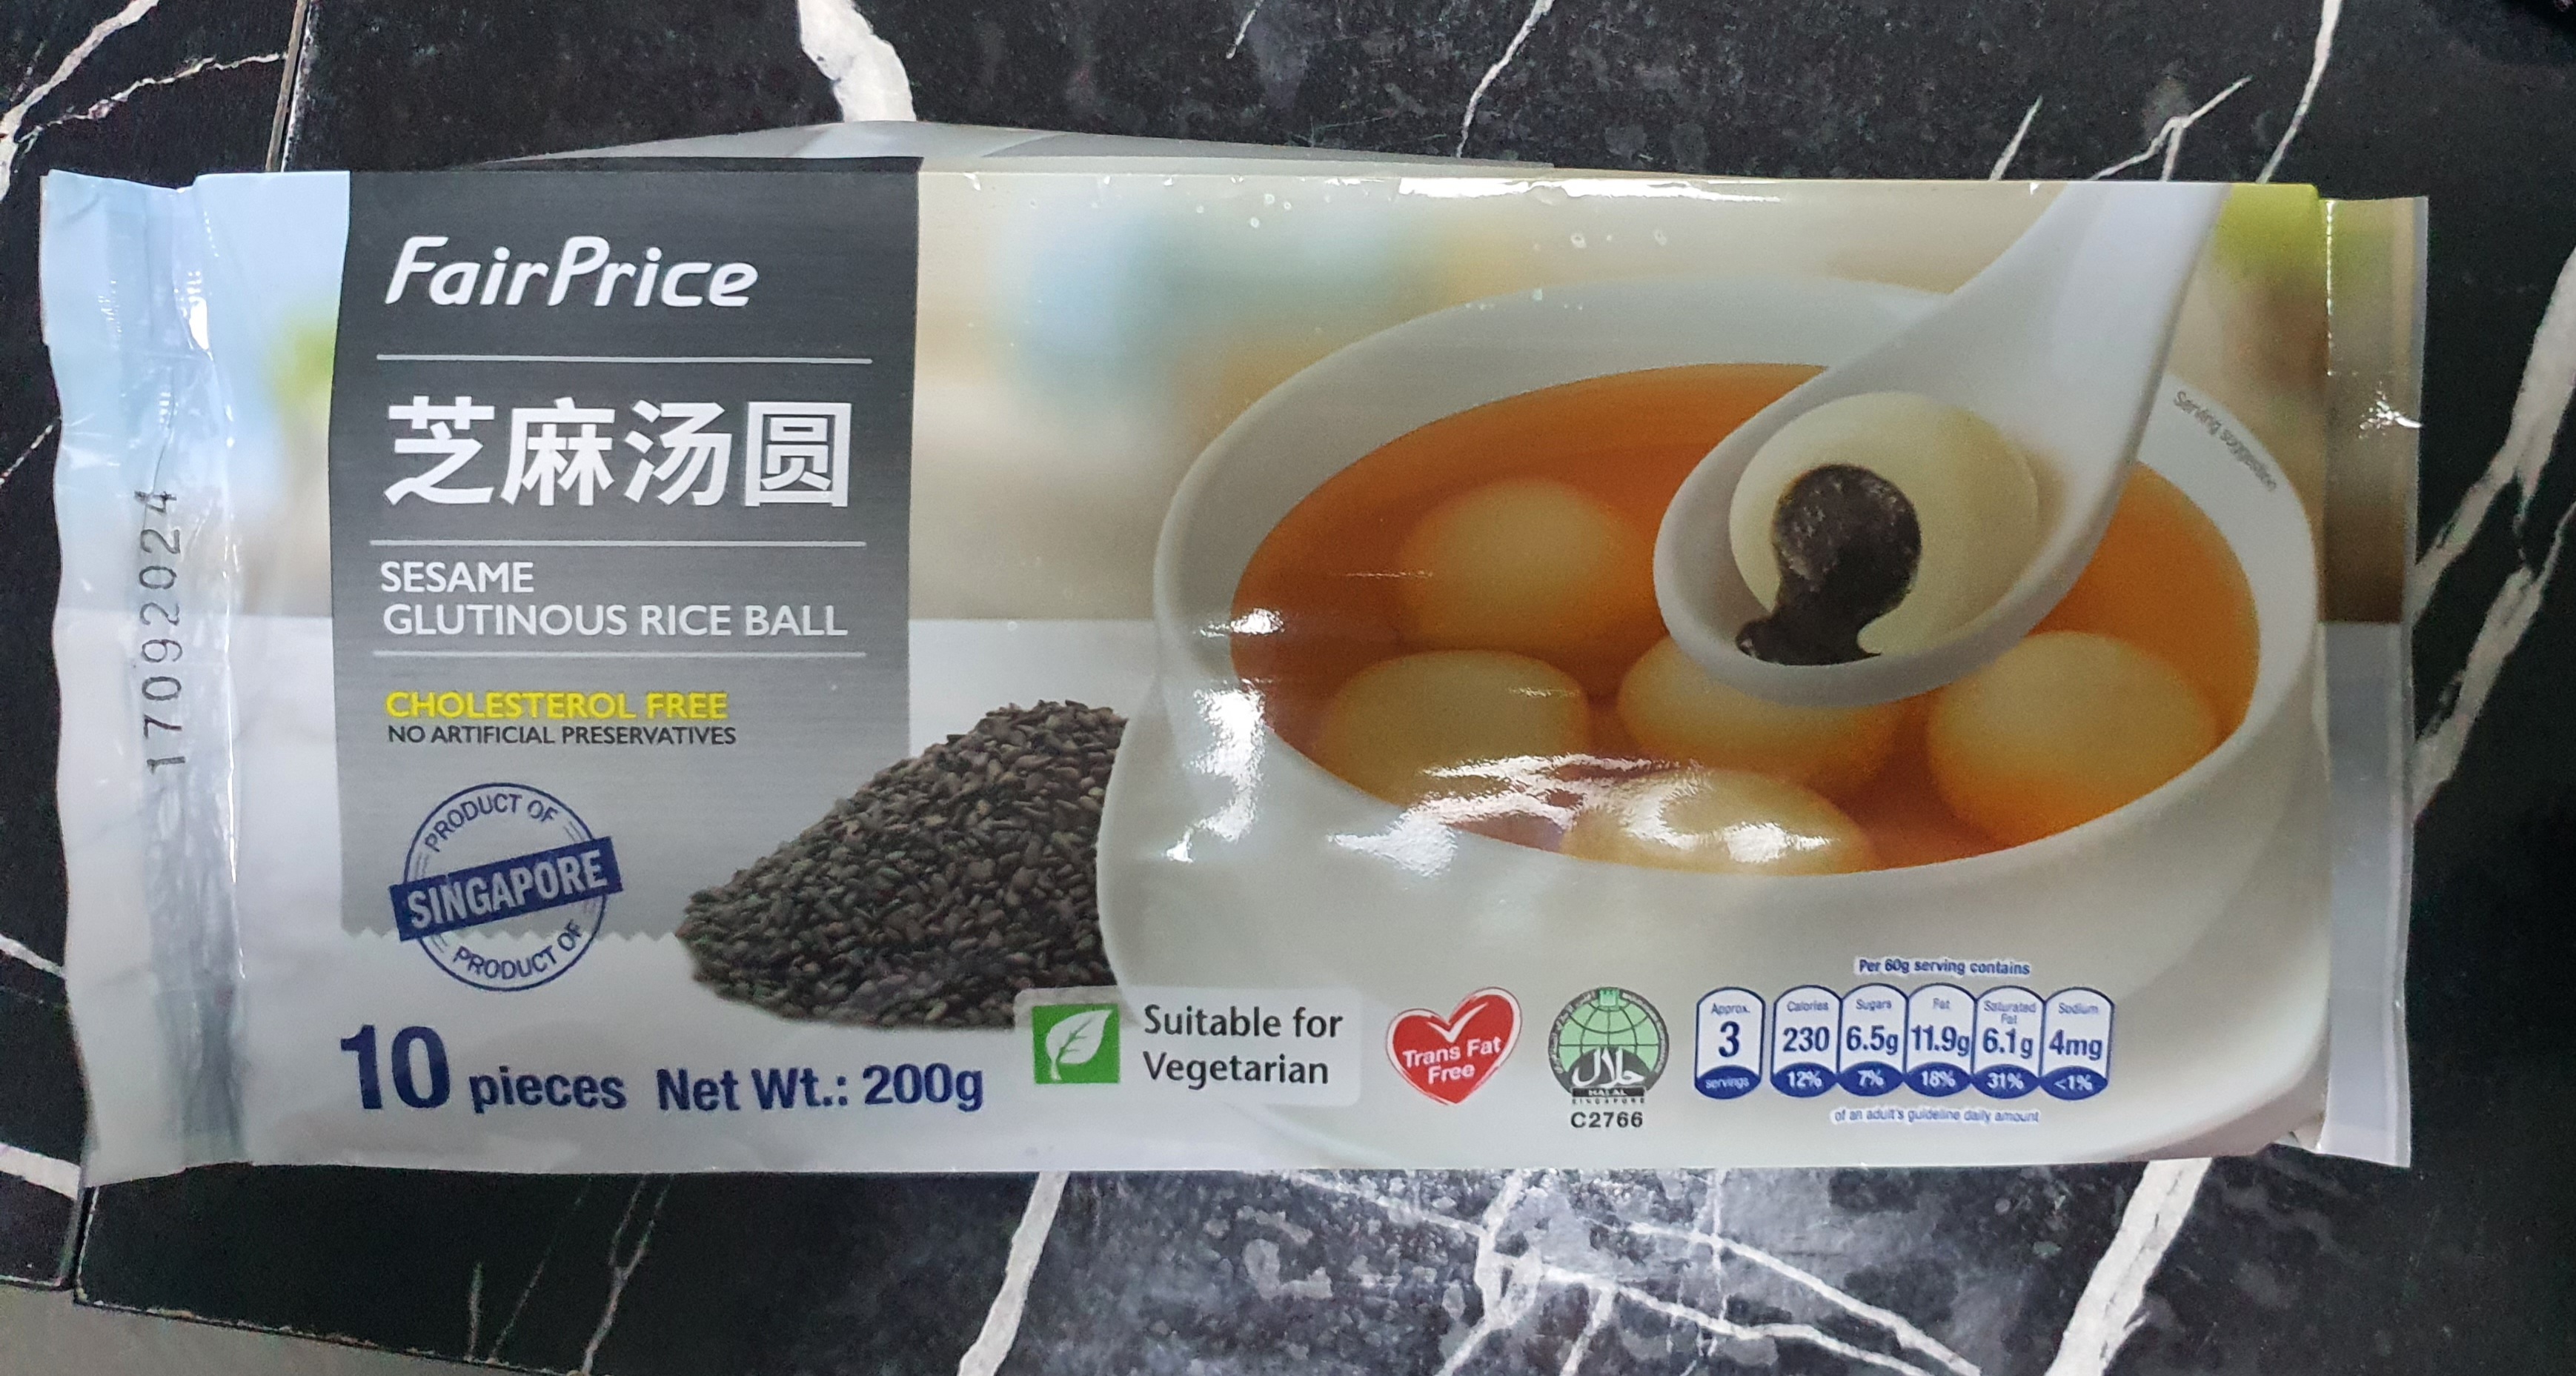 FairPrice
芝麻汤圆
SESAME
GLUTINOUS RICE BALL
CHOLESTEROL FREE
NO ARTIFICIAL PRESERVATIVES
PRODUCT OF
SINGAPORE
PRODUCT OF
10 pieces Net Wt.: 200g
17092024
Serving suggestion
Suitable for
Vegetarian
Trans Fat
Free
حلال
HALAL
SINGAPORE
C2766
Per 60g serving contains
Approx. 3 servings
Calories 230 12%
Sugars 6.5g 7%
Fat 11.9g 18%
Saturated Fat 6.1g 31%
Sodium 4mg <1%
of an adult's guideline daily amount